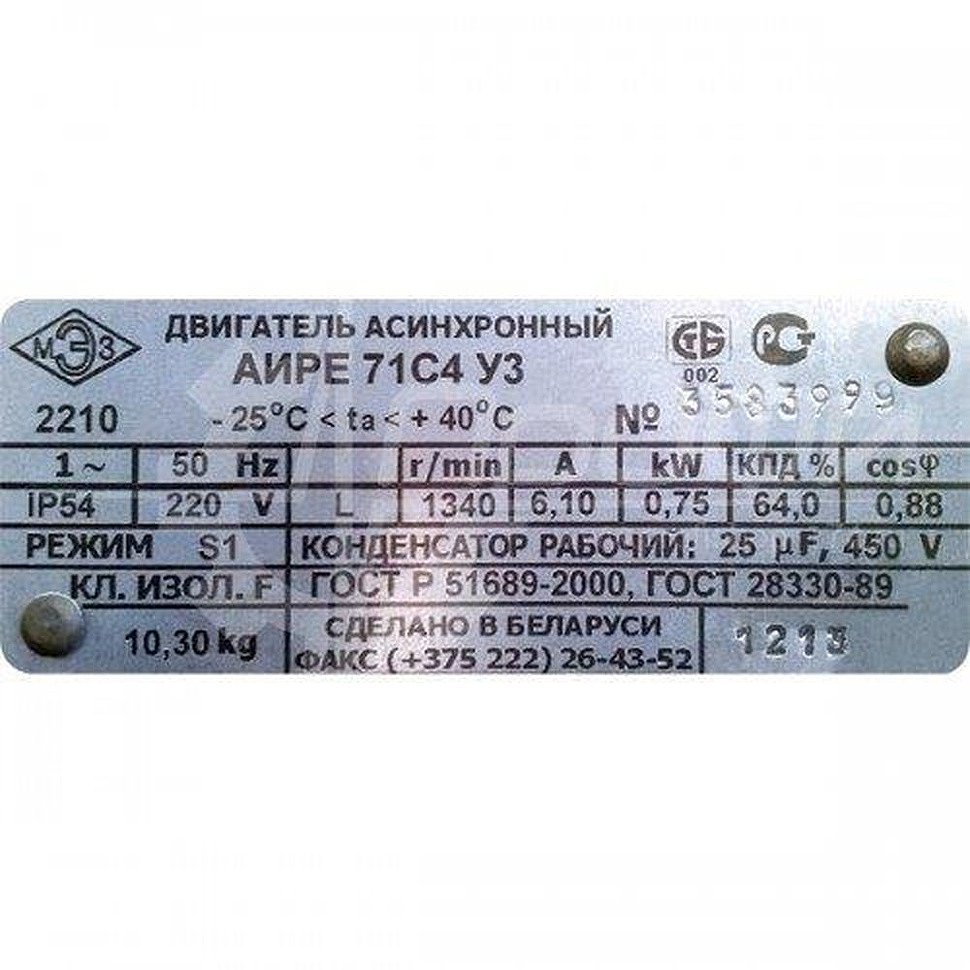 МЭЗ ДВИГАТЕЛЬ АСИНХРОННЫЙ СТБ РСТ
АИРЕ 71С4 У3 002
2210 - 25°C < ta < + 40°C № 3583999
1 ~ 50 Hz r/min A kW КПД % cosφ
IP54 220 V L 1340 6,10 0,75 64,0 0,88
РЕЖИМ S1 КОНДЕНСАТОР РАБОЧИЙ: 25 µF, 450 V
КЛ. ИЗОЛ. F ГОСТ Р 51689-2000, ГОСТ 28330-89
10,30 kg СДЕЛАНО В БЕЛАРУСИ 1213
ФАКС (+375 222) 26-43-52